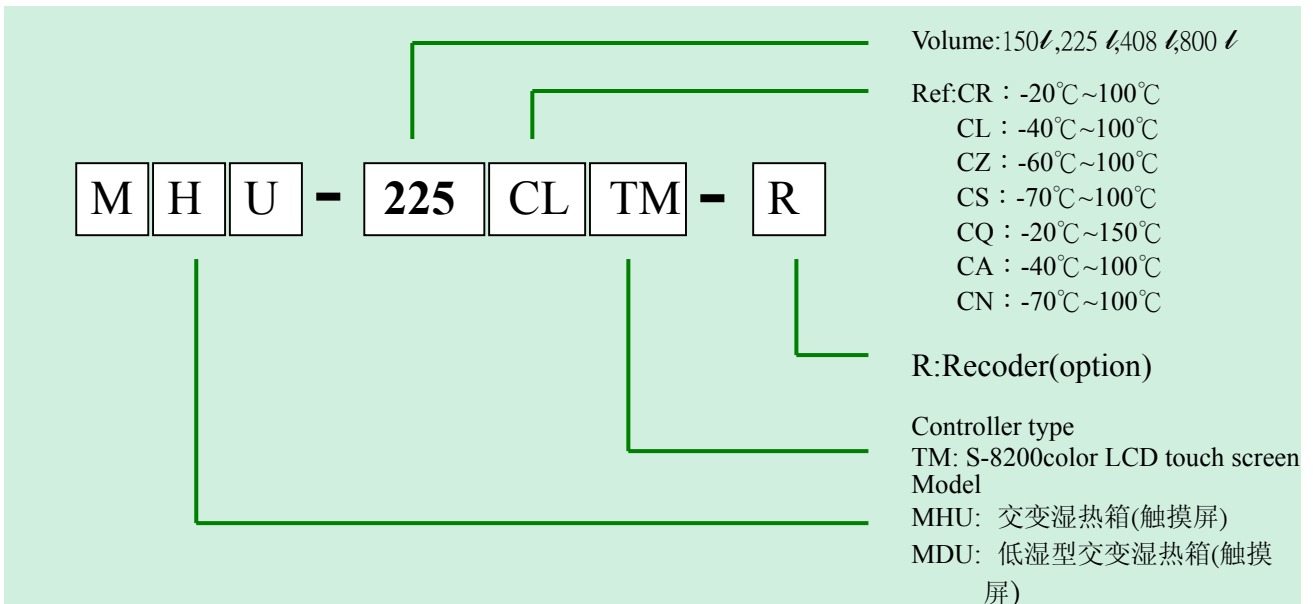 Volume:150ℓ,225 ℓ,408 ℓ,800 ℓ
Ref:CR：-20℃~100℃
CL：-40℃~100℃
CZ：-60℃~100℃
CS：-70℃~100℃
CQ：-20℃~150℃
CA：-40℃~100℃
CN：-70℃~100℃
M H U - 225 CL TM - R
R:Recoder(option)
Controller type
TM: S-8200color LCD touch screen
Model
MHU: 交变湿热箱(触摸屏)
MDU: 低湿型交变湿热箱(触摸
屏)